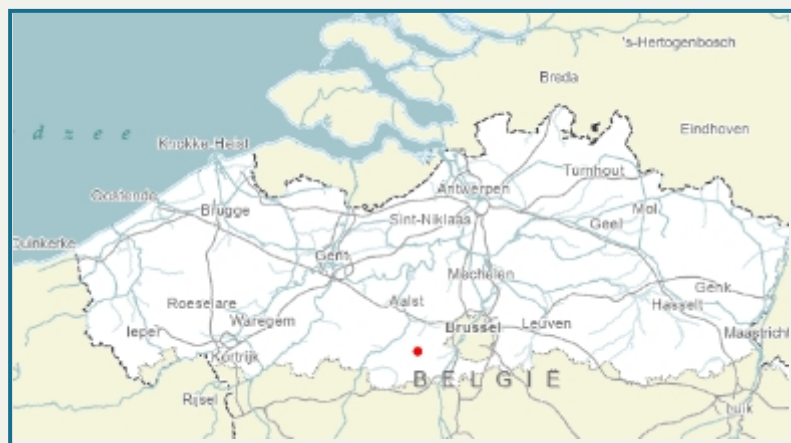 's-Hertogenbosch
Breda
Eindhoven
d z e e
Knokke-Heist
Turnhout
Antwerpen
Oostende
Brugge
Mol
Sint-Niklaas
Geel
Duinkerke
Gent
Mechelen
Genk
Roeselare
Aalst
Hasselt
Waregem
Brussel
Leuven
Ieper
Maastricht
Kortrijk
BELGIË
Rijsel
Luik